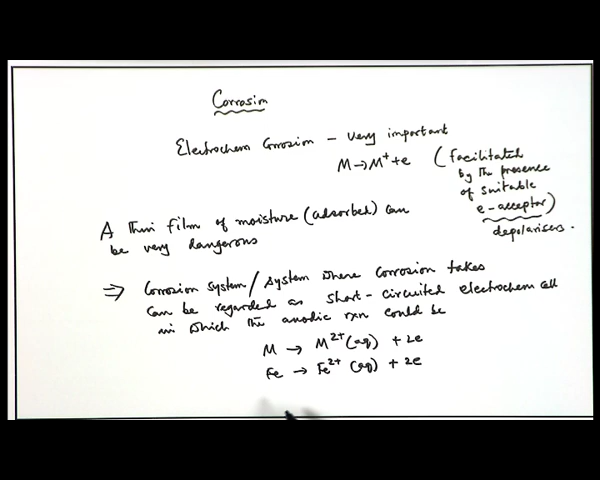 Corrosion
Electrochem Corrosion – very important
M → M⁺ + e (facilitated
by the presence
of suitable
e-acceptor)
depolarisers.
A thin film of moisture (adsorbed) can
be very dangerous
⇒ Corrosion system/system where corrosion takes
can be regarded as short-circuited electrochem cell
in which the anodic rxn could be
M → M²⁺(aq) + 2e
Fe → Fe²⁺(aq) + 2e